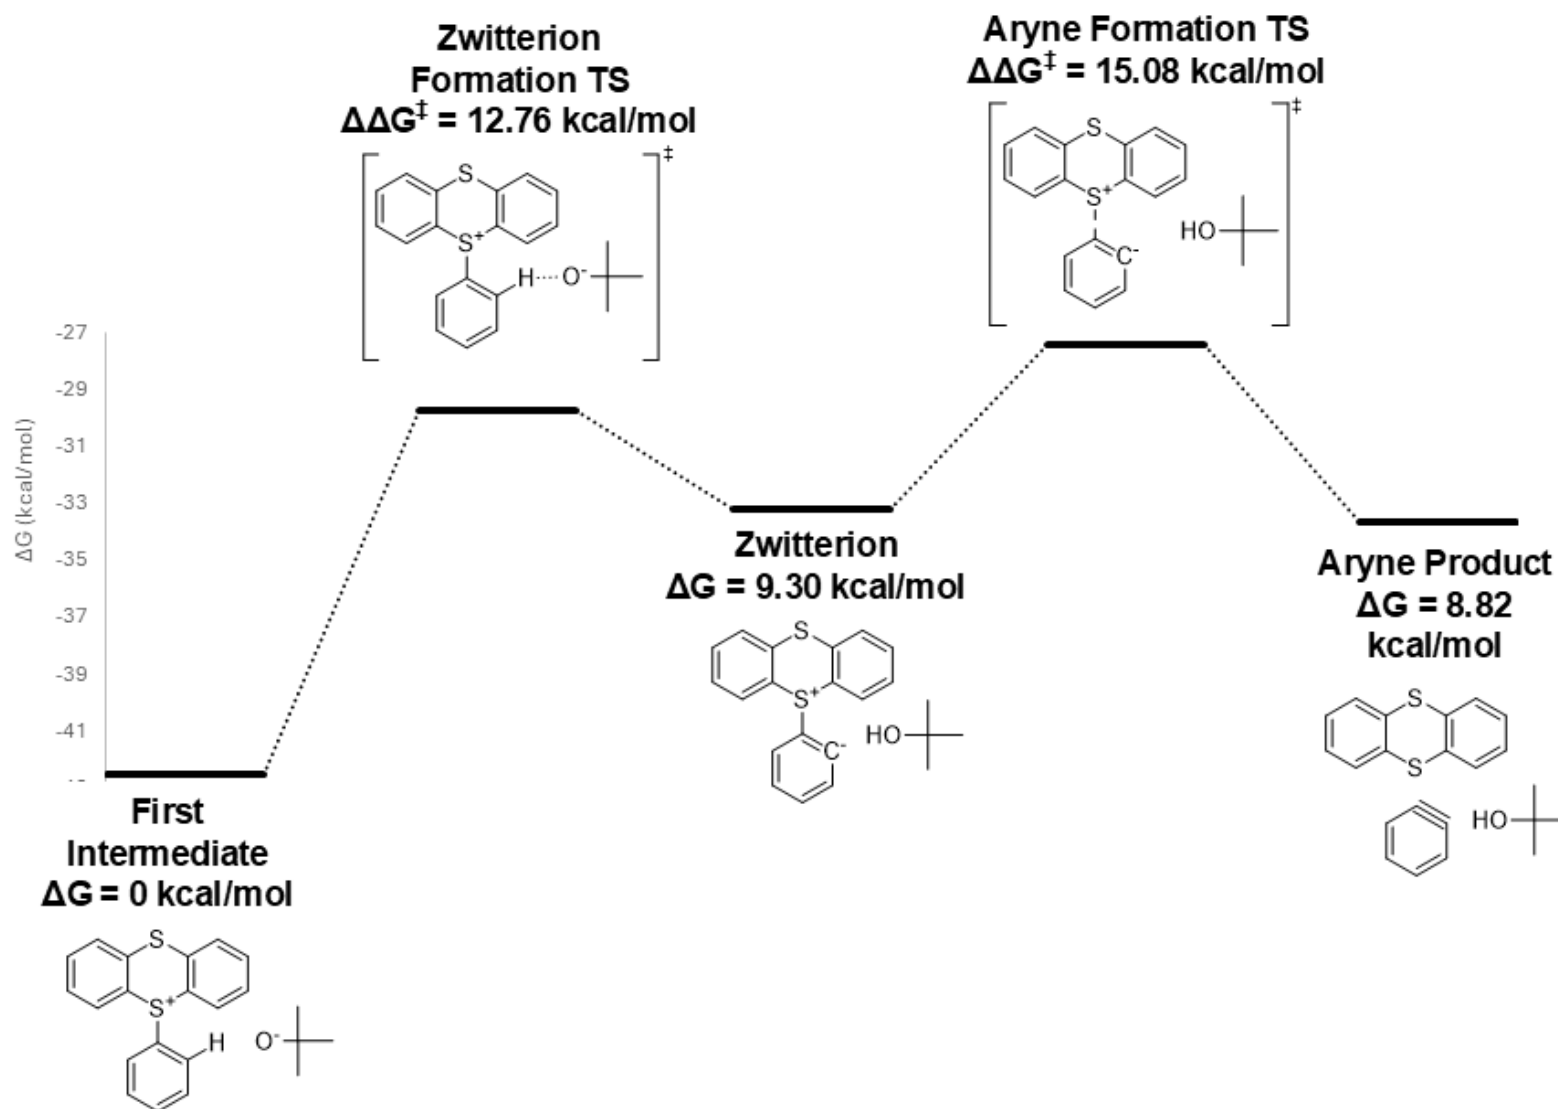 Zwitterion
Formation TS
ΔΔG‡ = 12.76 kcal/mol
‡
S
S+
H
O-
Aryne Formation TS
ΔΔG‡ = 15.08 kcal/mol
‡
S
S+
C-
HO
ΔG (kcal/mol)
-27
-29
-31
-33
-35
-37
-39
-41
First
Intermediate
ΔG = 0 kcal/mol
S
S+
H
O-
Zwitterion
ΔG = 9.30 kcal/mol
S
S+
C-
HO
Aryne Product
ΔG = 8.82
kcal/mol
S
S
HO